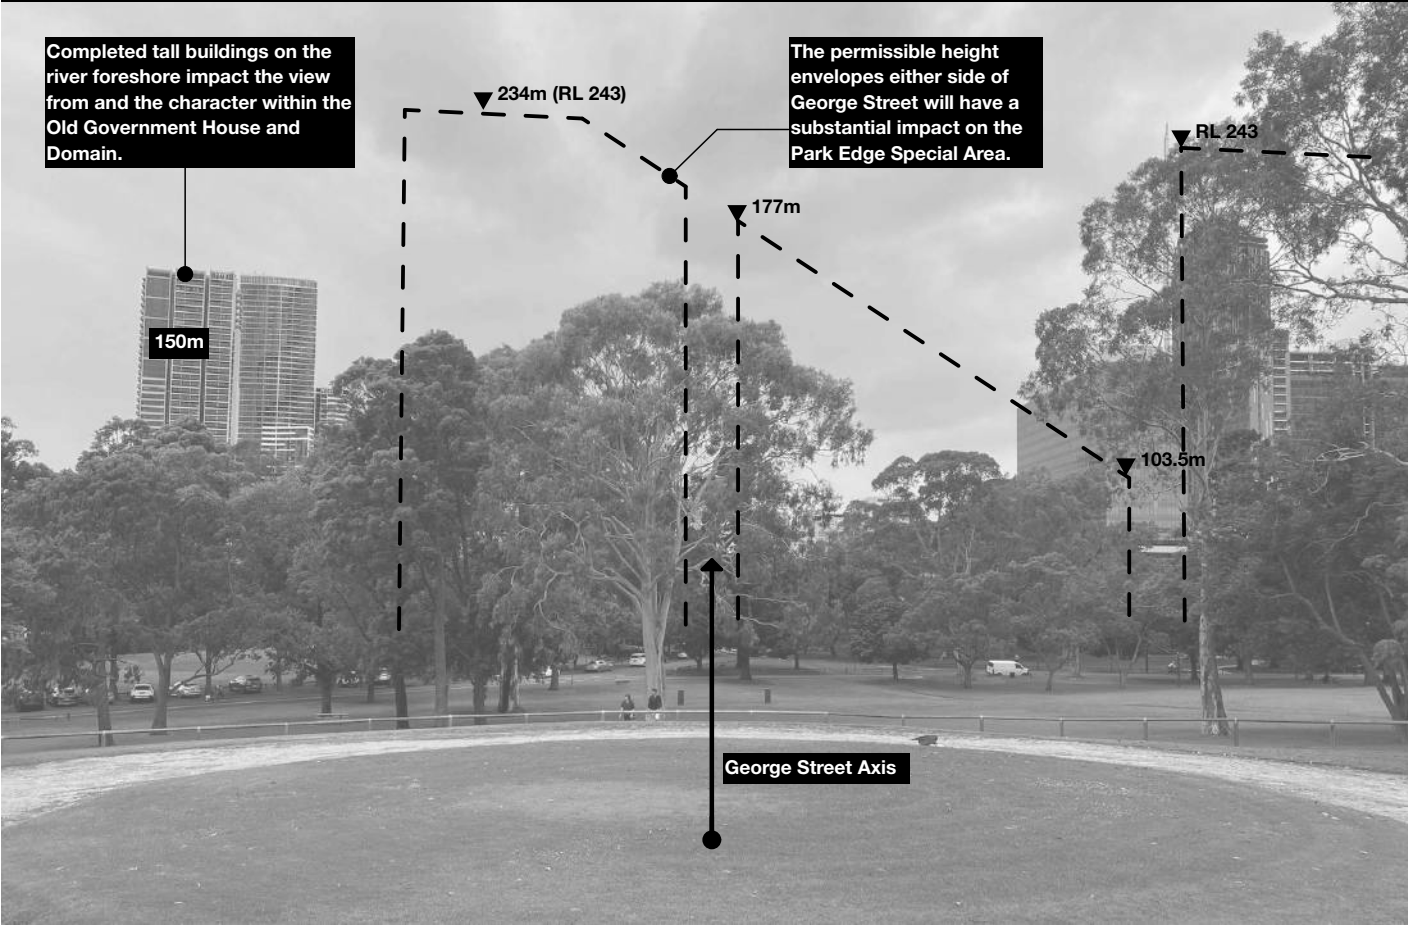 Completed tall buildings on the
river foreshore impact the view
from and the character within the
Old Government House and
Domain.
The permissible height
envelopes either side of
George Street will have a
substantial impact on the
Park Edge Special Area.
234m (RL 243)
RL 243
177m
150m
103.5m
George Street Axis